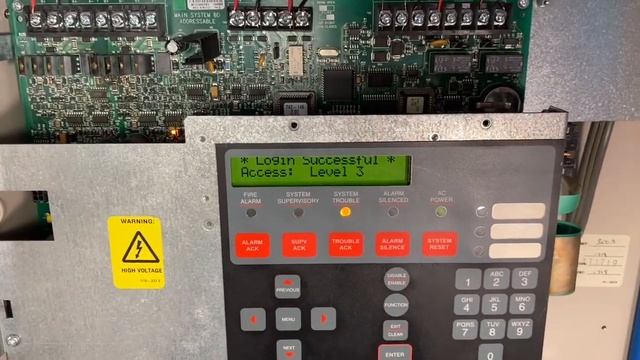 MAIN SYSTEM BD
ADDRESSABLE
* Login Successful *
Access: Level 3
FIRE
ALARM
SYSTEM
SUPERVISORY
SYSTEM
TROUBLE
ALARM
SILENCED
AC
POWER
ALARM
ACK
SUPV
ACK
TROUBLE
ACK
ALARM
SILENCE
SYSTEM
RESET
WARNING:
HIGH VOLTAGE
PREVIOUS
MENU
NEXT
DISABLE
ENABLE
FUNCTION
EXIT
CLEAR
ENTER
1
ABC
2
DEF
3
GHI
4
JKL
5
MNO
6
PQRS
7
TUV
8
WXYZ
9
0